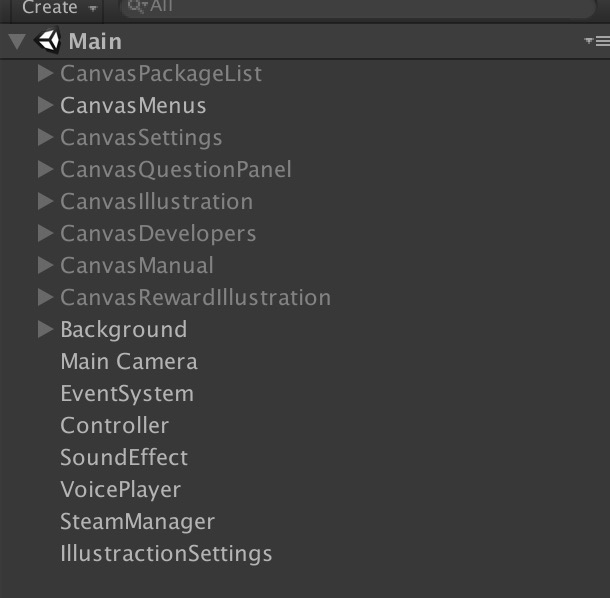 Create
All
Main
CanvasPackageList
CanvasMenus
CanvasSettings
CanvasQuestionPanel
CanvasIllustration
CanvasDevelopers
CanvasManual
CanvasRewardIllustration
Background
Main Camera
EventSystem
Controller
SoundEffect
VoicePlayer
SteamManager
IllustractionSettings